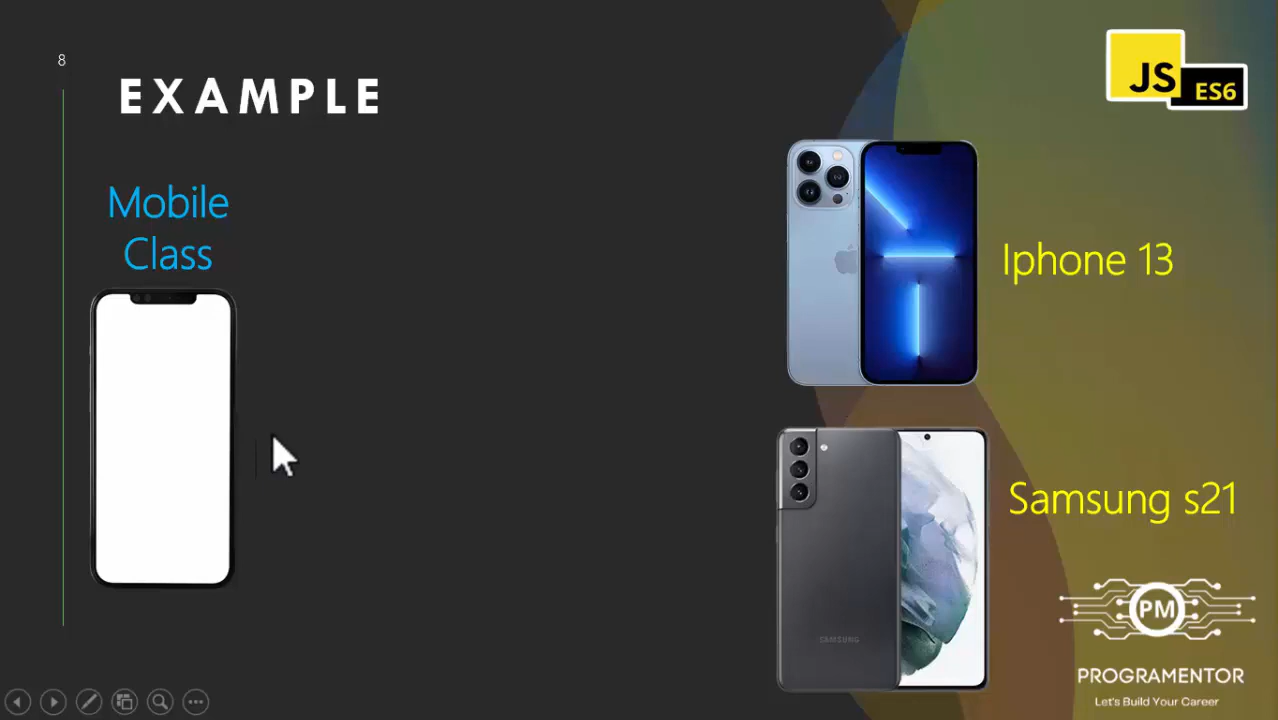 8
EXAMPLE
JS
ES6
Mobile
Class
Iphone 13
Samsung s21
SAMSUNG
PM
PROGRAMENTOR
Let's Build Your Career